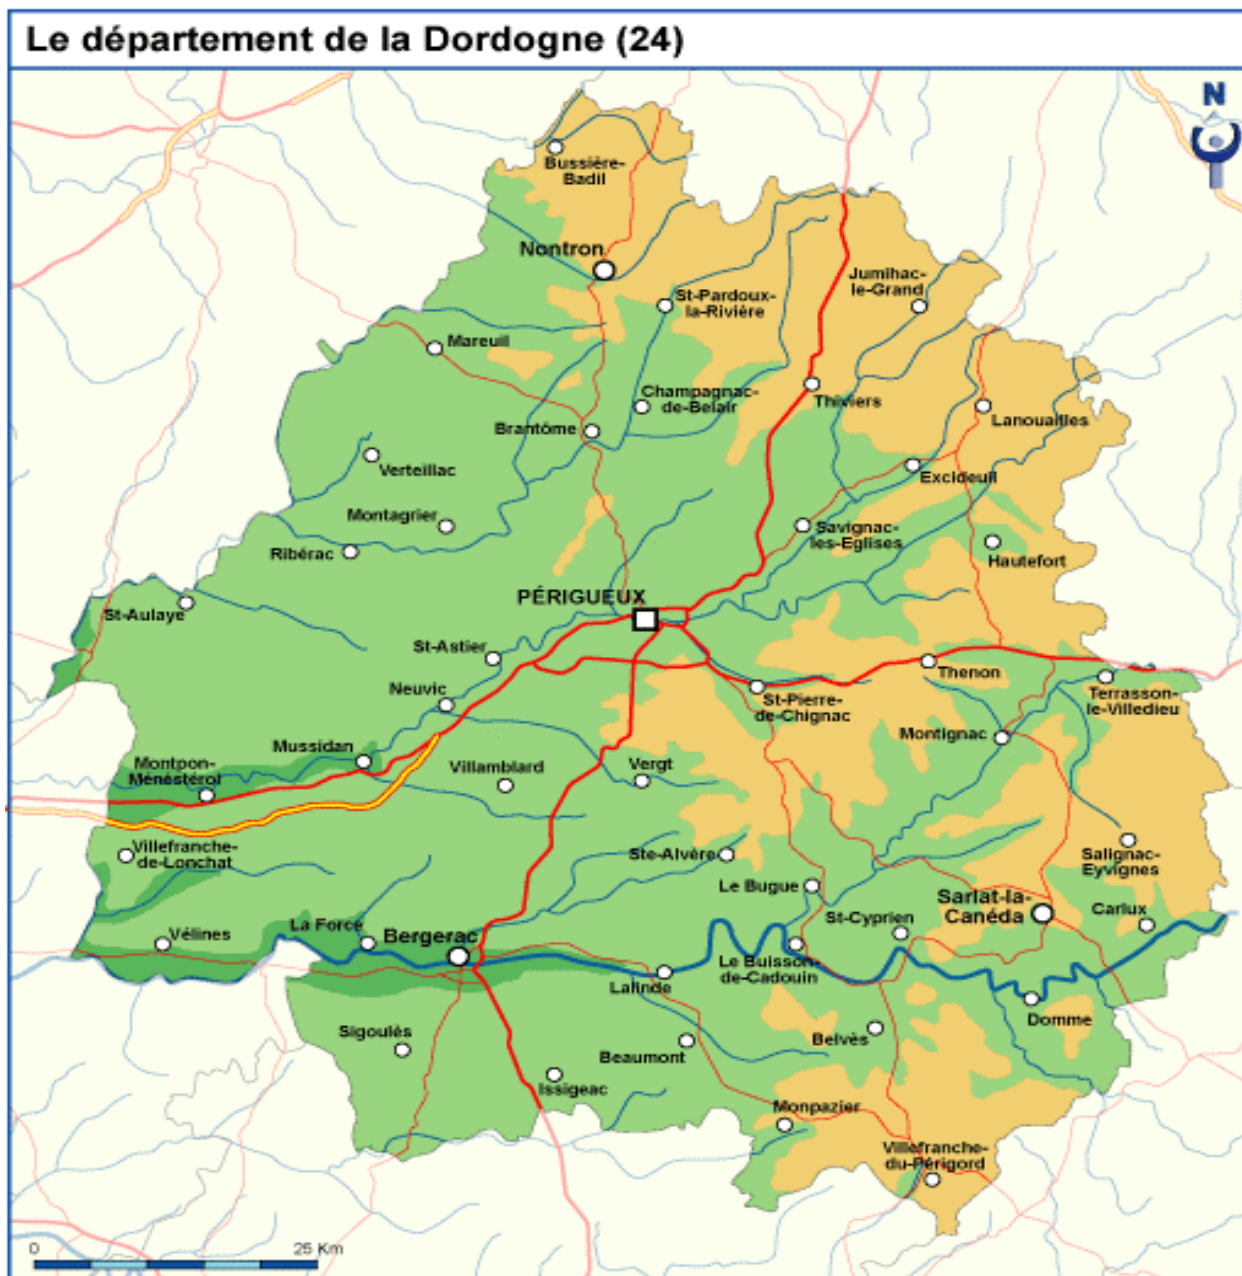 Le département de la Dordogne (24)
N
Bussière-
Badil
Nontron
Jumilhac-
le-Grand
St-Pardoux-
la-Rivière
Mareuil
Champagnac-
de-Belair
Thiviers
Lanouailles
Brantôme
Verteillac
Excideuil
Montagrier
Savignac-
les-Eglises
Ribérac
Hautefort
PÉRIGUEUX
St-Aulaye
St-Astier
Thenon
Neuvic
St-Pierre-
de-Chignac
Terrasson-
le-Villedieu
Montignac
Mussidan
Montpon-
Ménéstérol
Villamblard
Vergt
Villefranche-
de-Lonchat
Ste-Alvère
Salignac-
Eyvignes
Le Bugue
Sarlat-la-
Canéda
Carlux
St-Cyprien
La Force
Vélines
Bergerac
Le Buisson-
de-Cadouin
Lalinde
Domme
Sigoulès
Beaumont
Belvès
Issigeac
Monpazier
Villefranche-
du-Périgord
0
25 Km